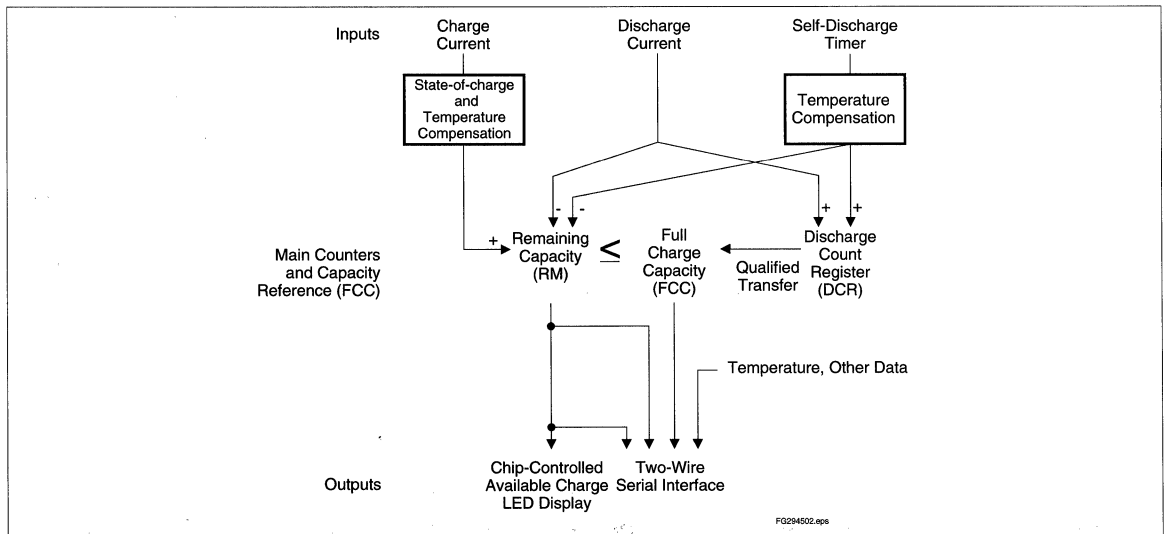 Inputs
Charge
Current
Discharge
Current
Self-Discharge
Timer
State-of-charge
and
Temperature
Compensation
Temperature
Compensation
- -
+ +
+
Main Counters
and Capacity
Reference (FCC)
Remaining
Capacity
(RM)
≤
Full
Charge
Capacity
(FCC)
Qualified
Transfer
Discharge
Count
Register
(DCR)
Temperature, Other Data
Outputs
Chip-Controlled
Available Charge
LED Display
Two-Wire
Serial Interface
FG294502.eps